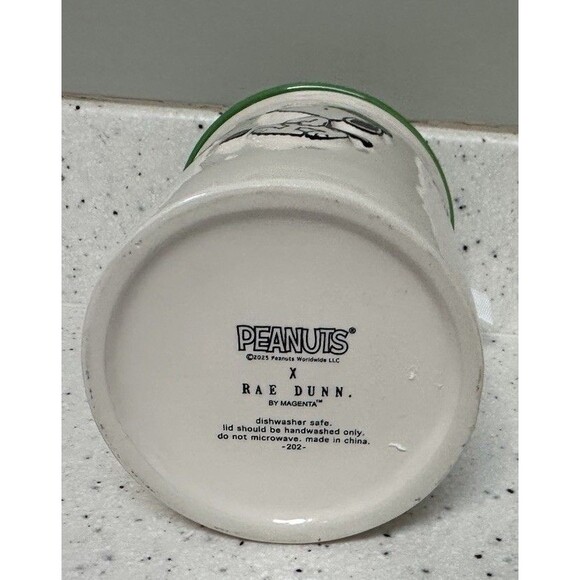 PEANUTS®
©2025 Peanuts Worldwide LLC
X
RAE DUNN.
BY MAGENTA™
dishwasher safe.
lid should be handwashed only.
do not microwave. made in china.
-202-